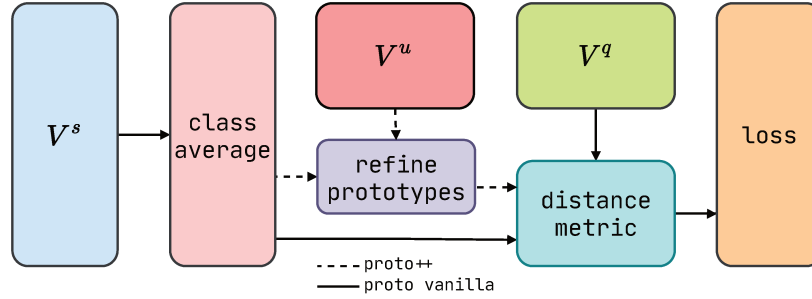 V^s
class
average
V^u
refine
prototypes
V^q
distance
metric
loss
proto++
proto vanilla